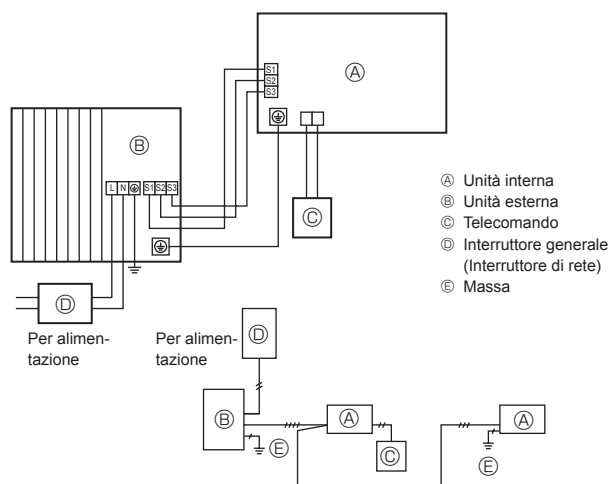 S1
S2
S3
Ⓐ
Ⓑ
L N S1 S2 S3
Ⓒ
Ⓓ
Per alimen-
tazione
Ⓐ Unità interna
Ⓑ Unità esterna
Ⓒ Telecomando
Ⓓ Interruttore generale
(Interruttore di rete)
Ⓔ Massa
Per alimen-
tazione
Ⓓ
Ⓑ
Ⓔ
Ⓐ
Ⓒ
Ⓐ
Ⓔ